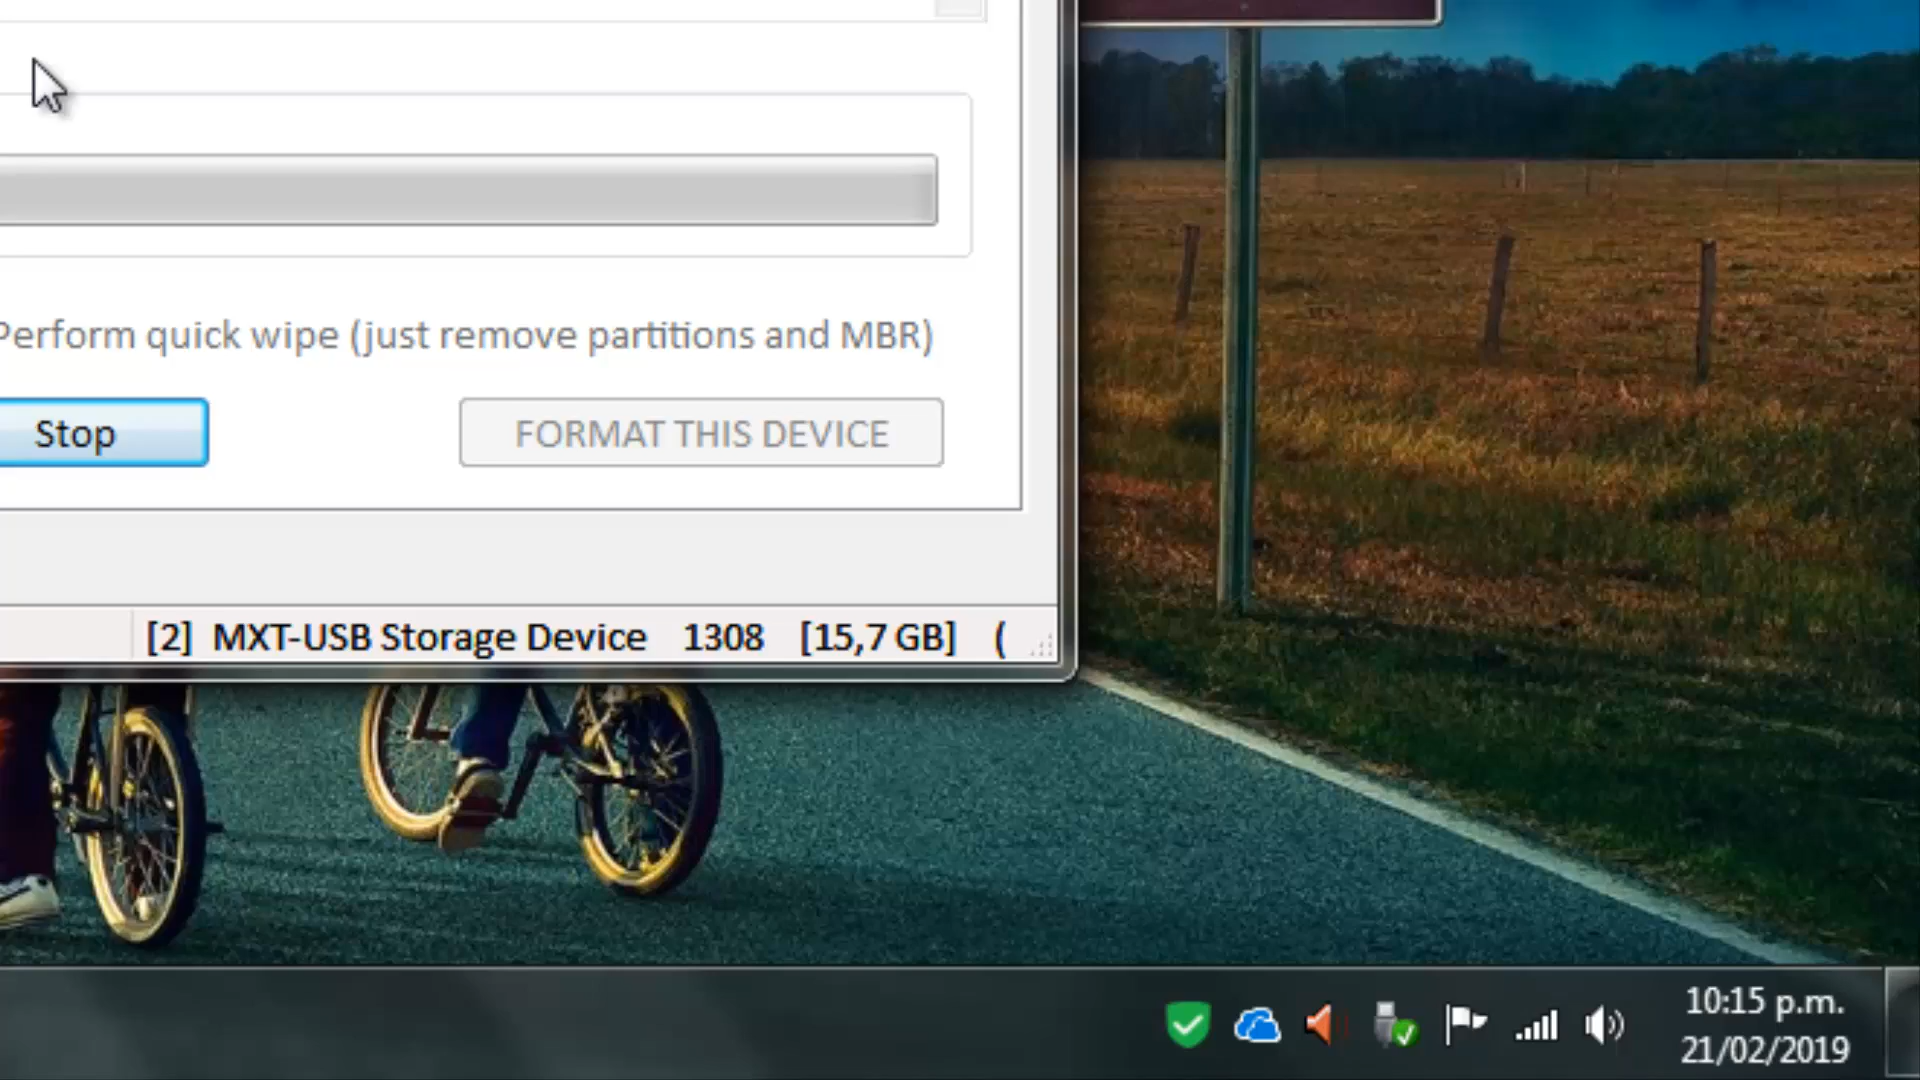 Perform quick wipe (just remove partitions and MBR)
Stop
FORMAT THIS DEVICE
[2] MXT-USB Storage Device 1308 [15,7 GB] (
10:15 p.m.
21/02/2019